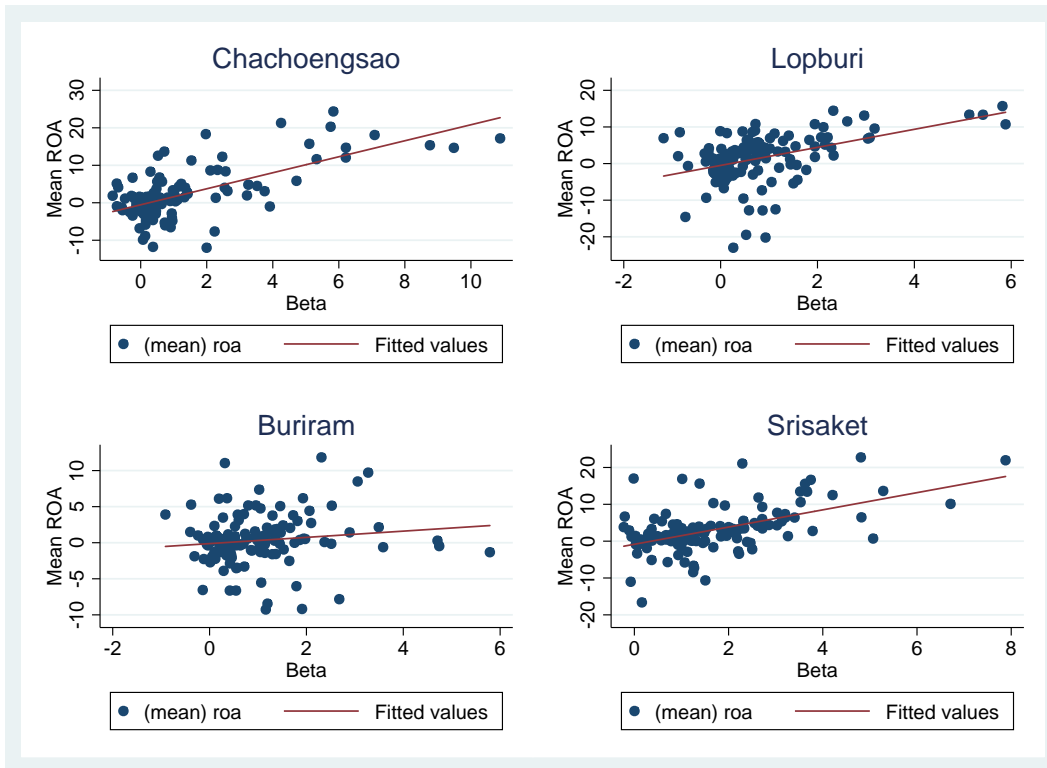 Chachoengsao
Mean ROA
-10 0 10 20 30
0 2 4 6 8 10
Beta
(mean) roa Fitted values
Lopburi
Mean ROA
-20 -10 0 10 20
-2 0 2 4 6
Beta
(mean) roa Fitted values
Buriram
Mean ROA
-10 -5 0 5 10
-2 0 2 4 6
Beta
(mean) roa Fitted values
Srisaket
Mean ROA
-20 -10 0 10 20
0 2 4 6 8
Beta
(mean) roa Fitted values